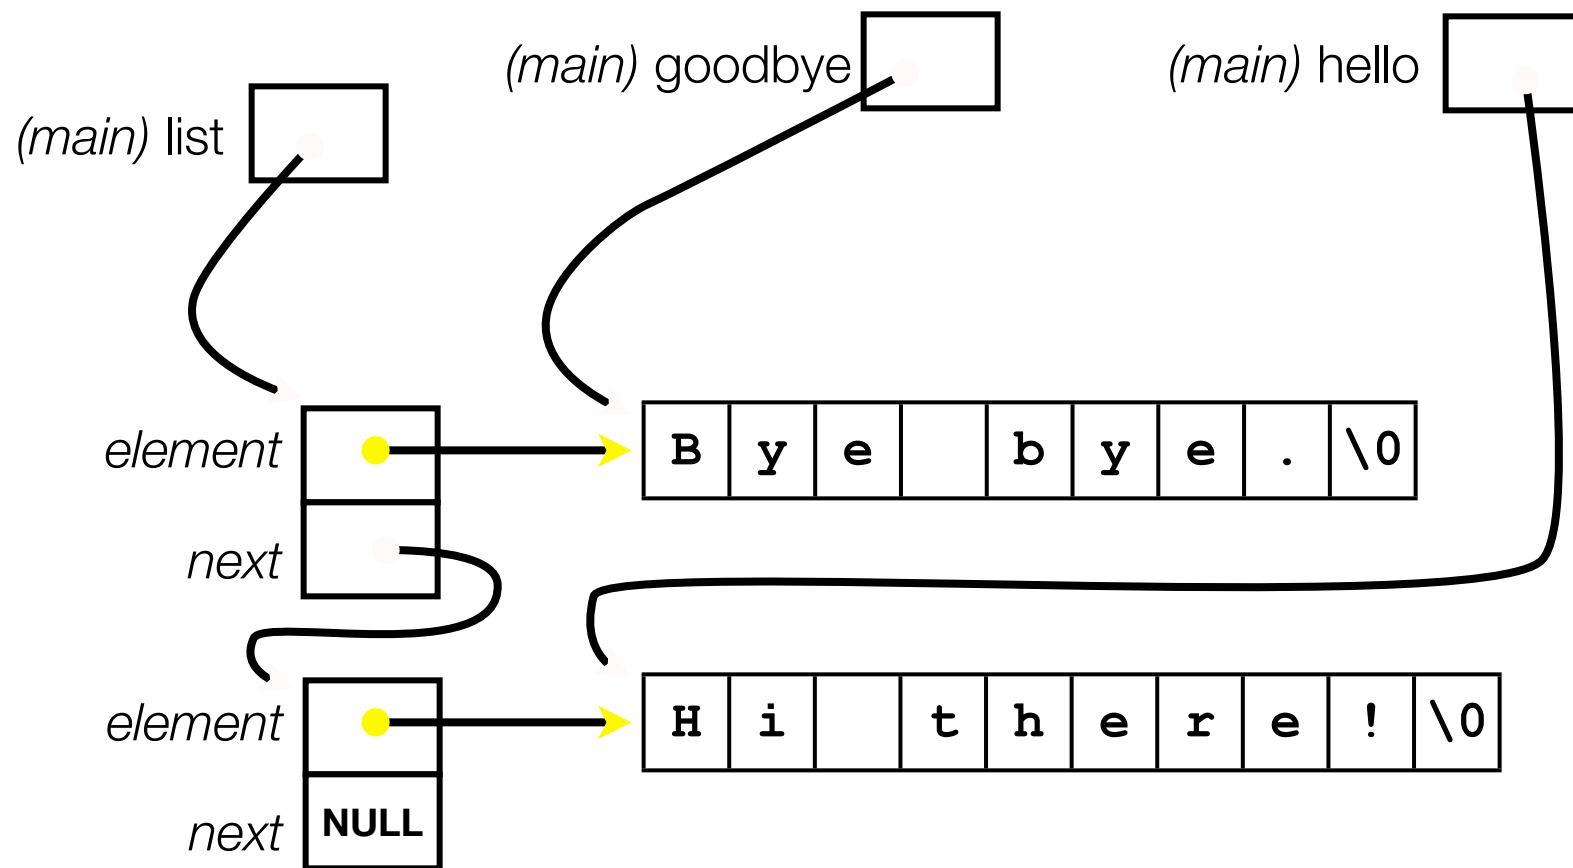 (main) goodbye
(main) hello
(main) list
element
B y e b y e . \0
next
element
H i t h e r e ! \0
next NULL